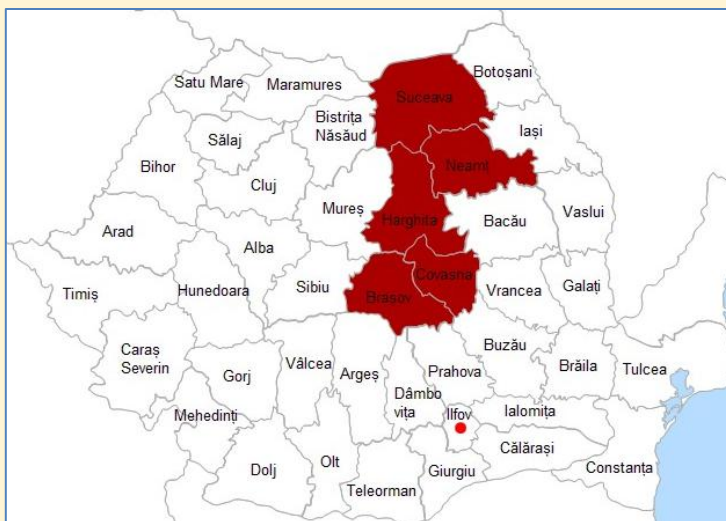 Botoșani
Satu Mare
Maramures
Suceava
Bistrița
Năsăud
Iași
Sălaj
Neamț
Bihor
Cluj
Mureș
Harghita
Bacău
Vaslui
Arad
Alba
Covasna
Timiș
Hunedoara
Sibiu
Brașov
Vrancea
Galați
Caraș
Severin
Gorj
Vâlcea
Argeș
Prahova
Buzău
Brăila
Tulcea
Dâmbo
vița
Mehedinți
Ilfov
Ialomița
Călărași
Dolj
Olt
Teleorman
Giurgiu
Constanța